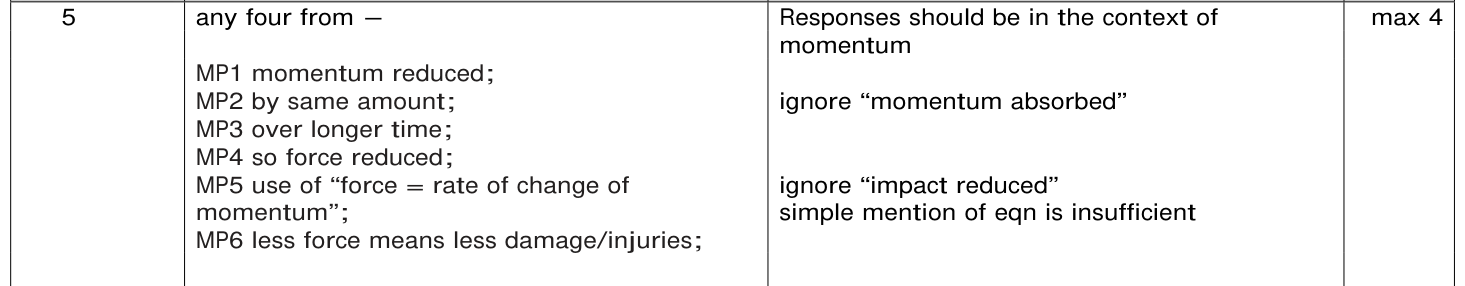 5 any four from – Responses should be in the context of max 4
momentum
MP1 momentum reduced;
MP2 by same amount; ignore “momentum absorbed”
MP3 over longer time;
MP4 so force reduced;
MP5 use of “force = rate of change of ignore “impact reduced”
momentum”; simple mention of eqn is insufficient
MP6 less force means less damage/injuries;